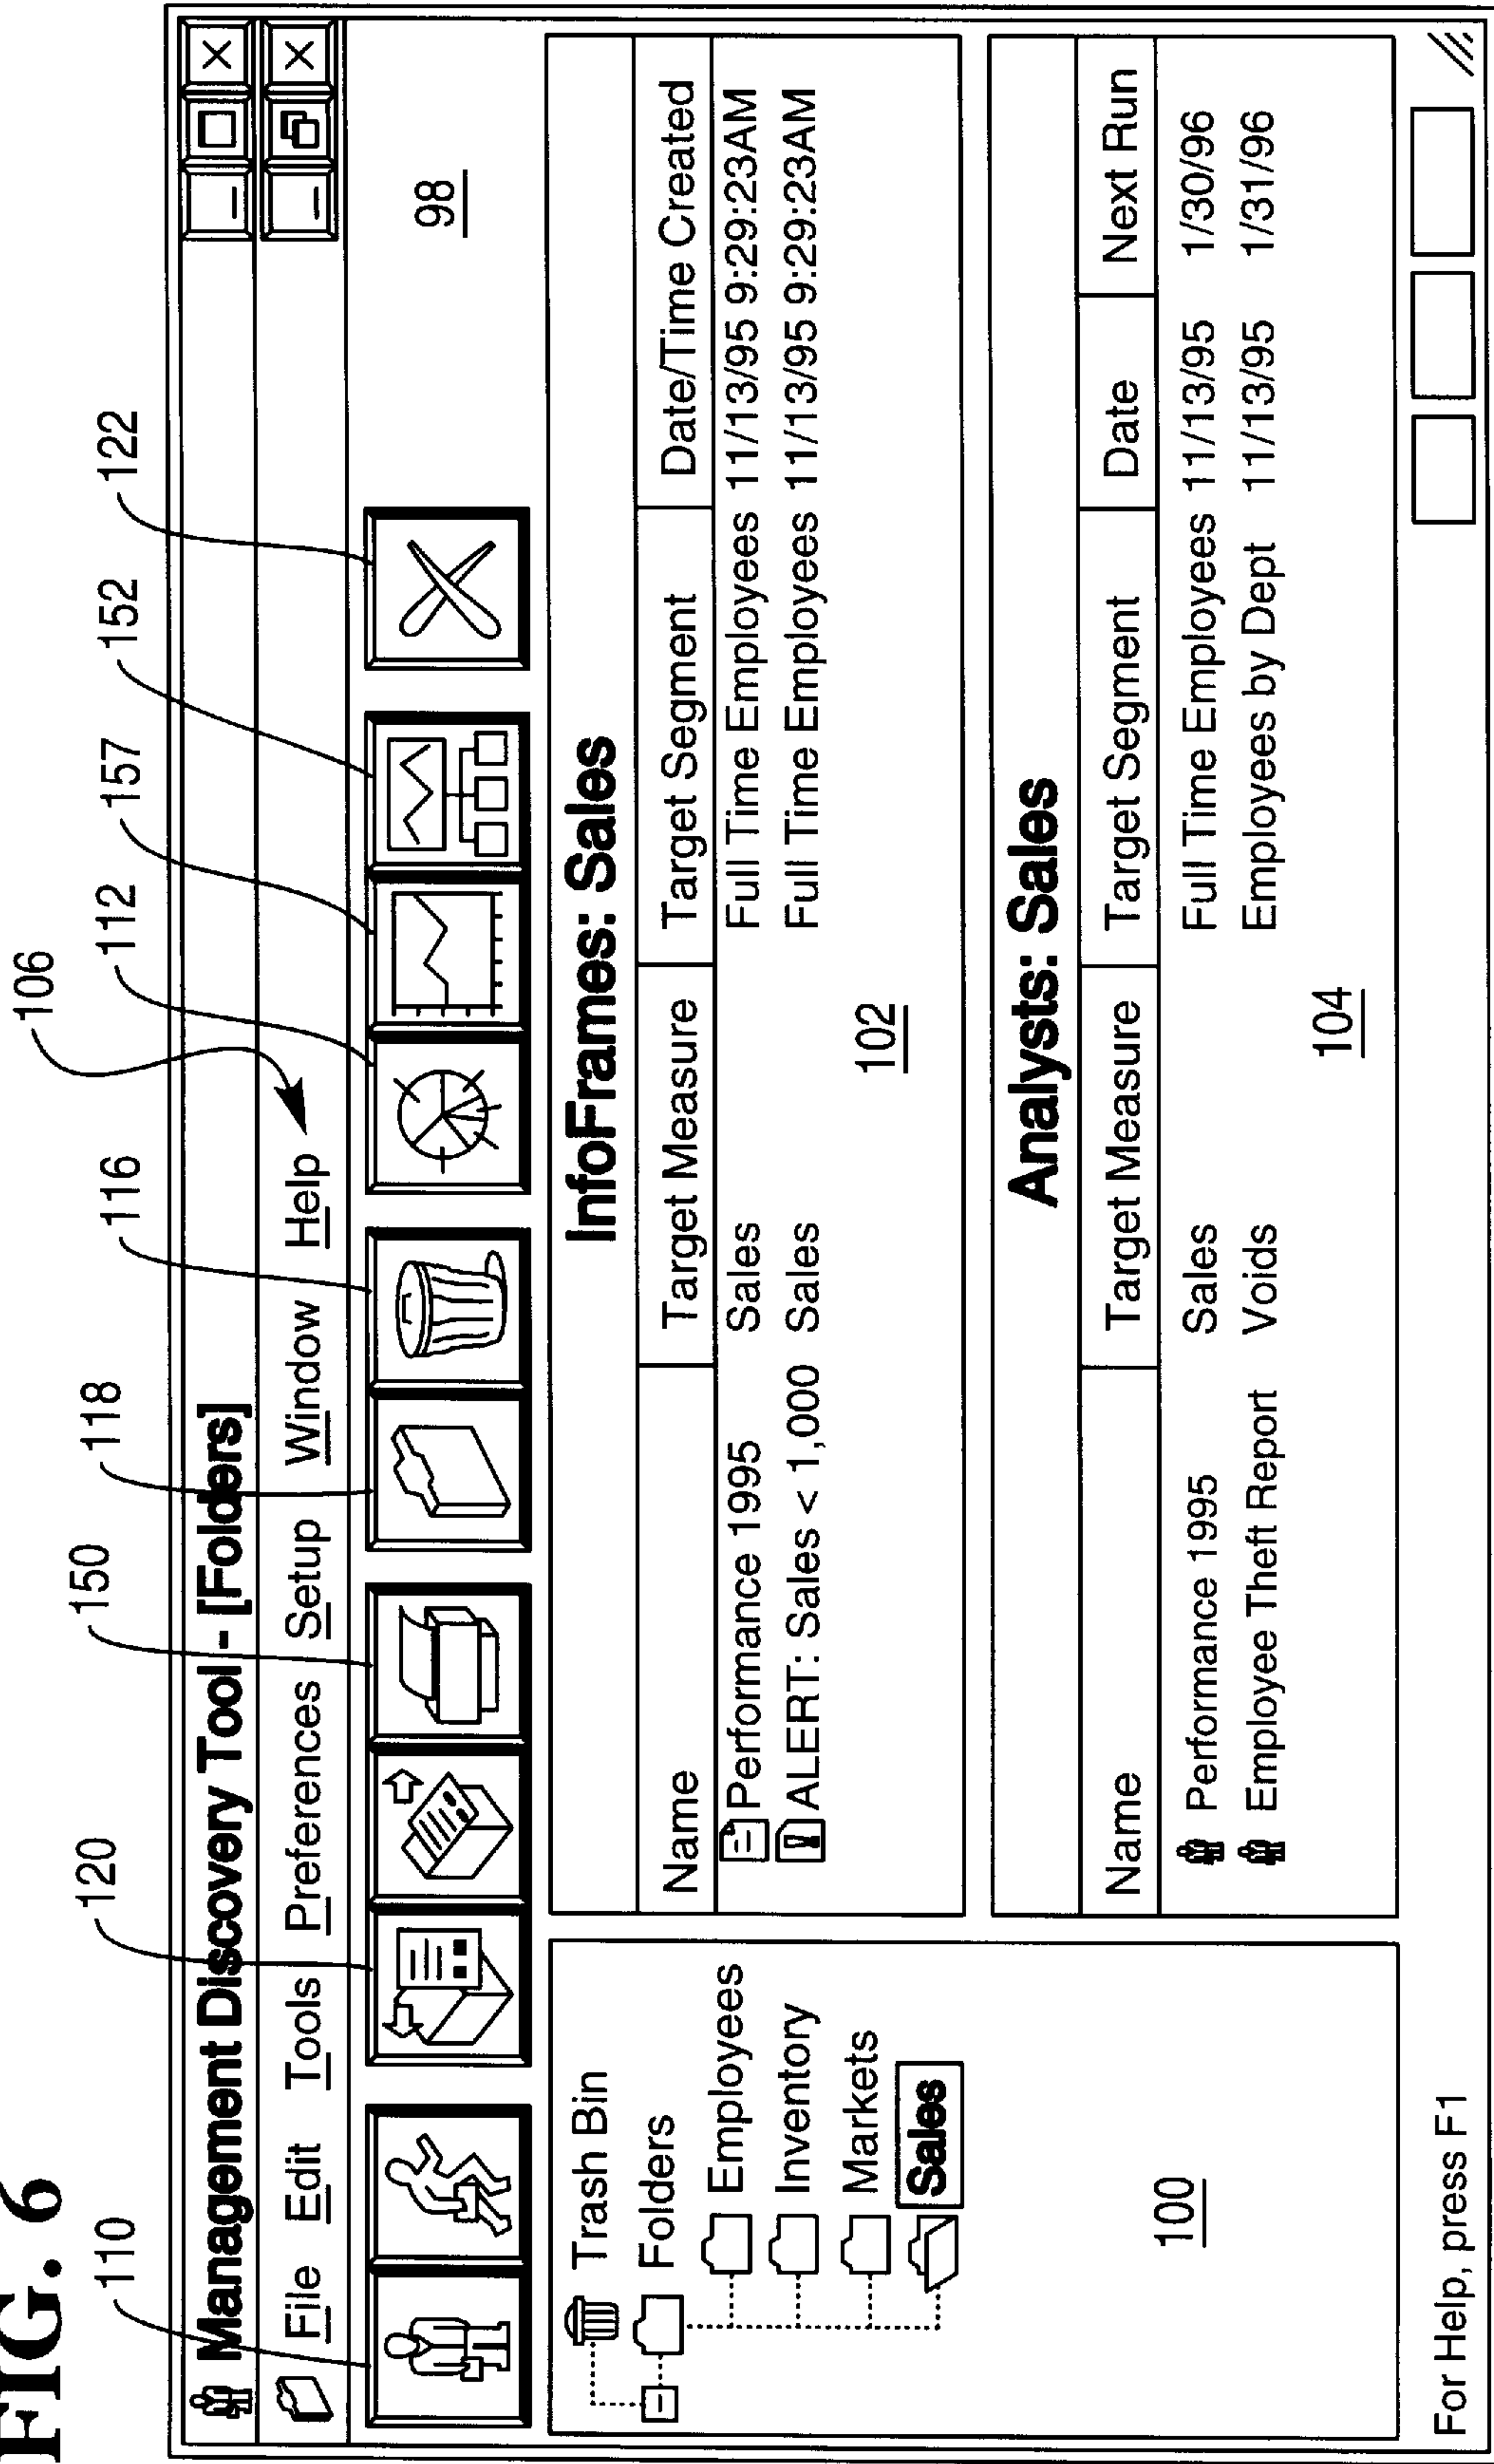 FIG. 6
106
110 120 150 118 116 112 157 152 122
Management Discovery Tool - [Folders]
File Edit Tools Preferences Setup Window Help
98
Trash Bin
Folders
Employees
Inventory
Markets
Sales
100
InfoFrames: Sales
Name Target Measure Target Segment Date/Time Created
Performance 1995 Sales Full Time Employees 11/13/95 9:29:23AM
ALERT: Sales < 1,000 Sales Full Time Employees 11/13/95 9:29:23AM
102
Analysts: Sales
Name Target Measure Target Segment Date Next Run
Performance 1995 Sales Full Time Employees 11/13/95 1/30/96
Employee Theft Report Voids Employees by Dept 11/13/95 1/31/96
104
For Help, press F1